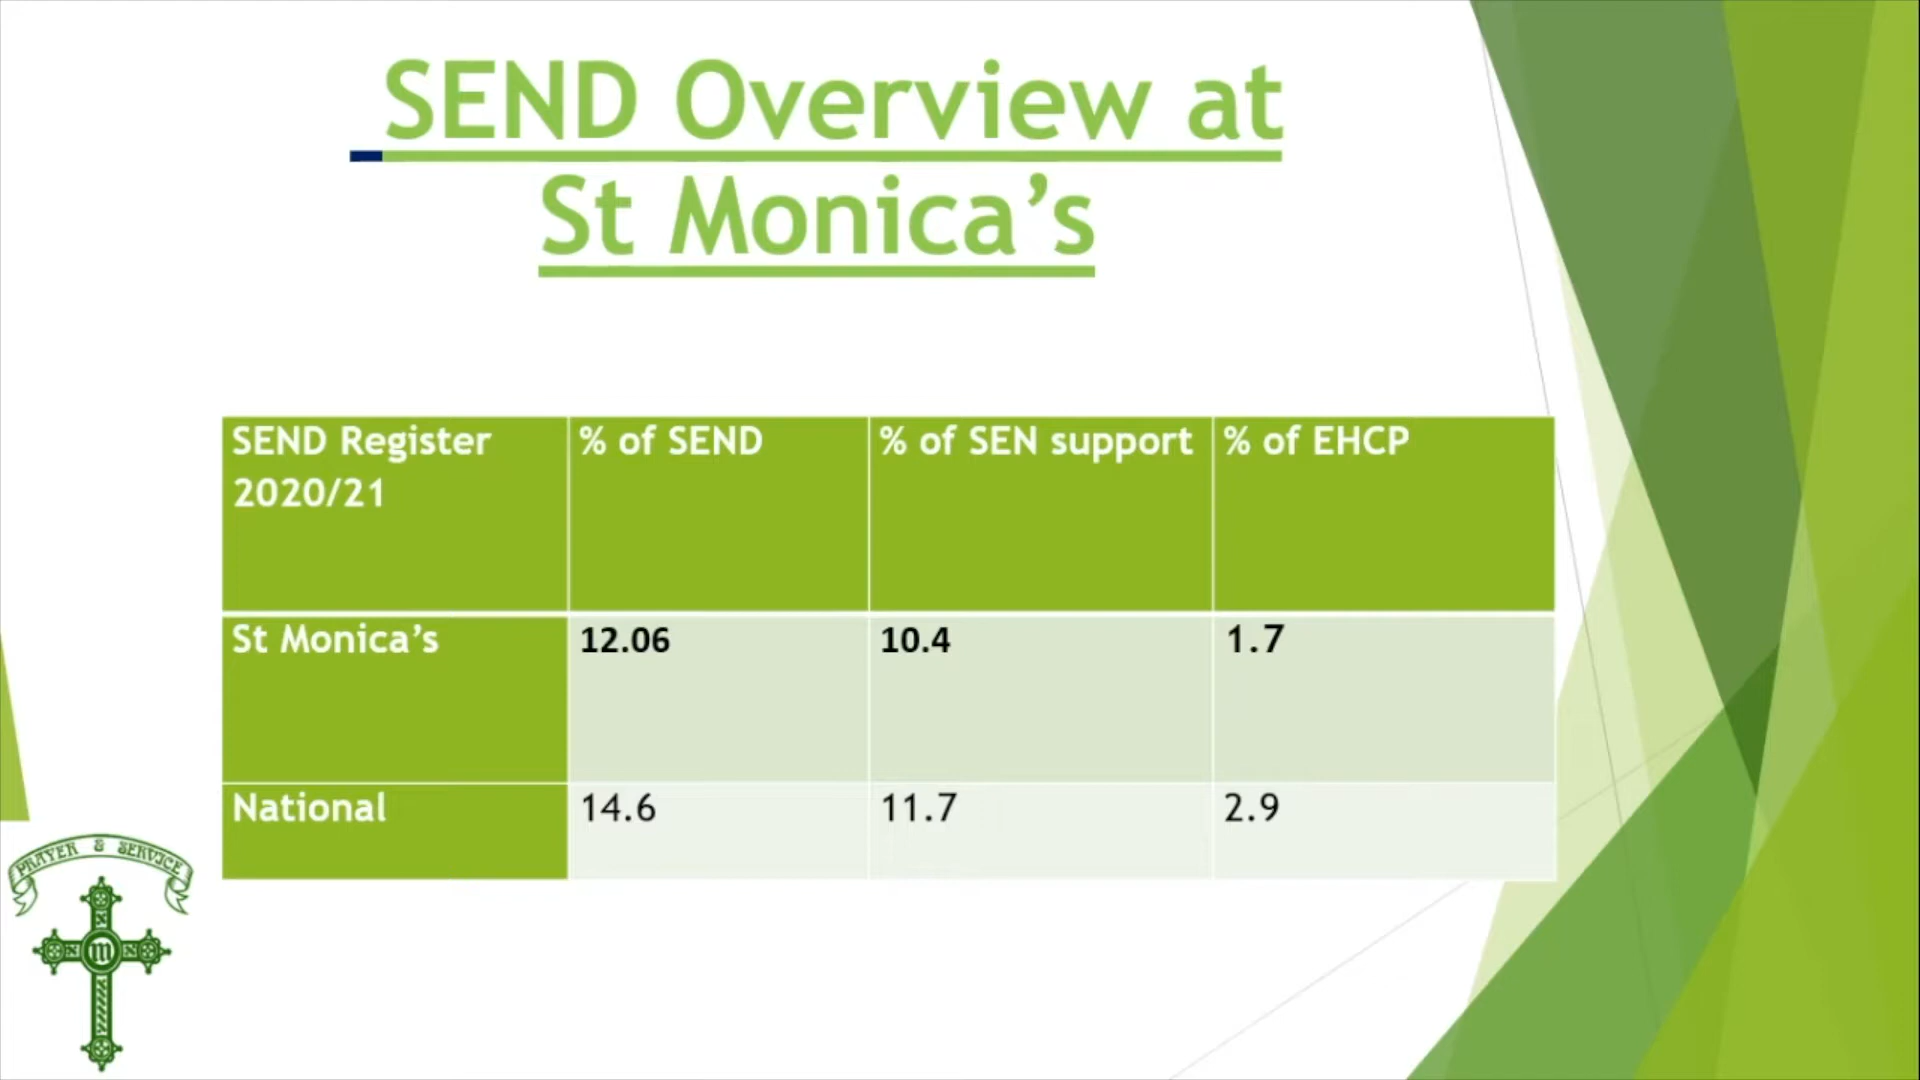 SEND Overview at
St Monica’s
SEND Register
2020/21
% of SEND
% of SEN support
% of EHCP
St Monica’s
12.06
10.4
1.7
National
14.6
11.7
2.9
PRAYER & SERVICE
m